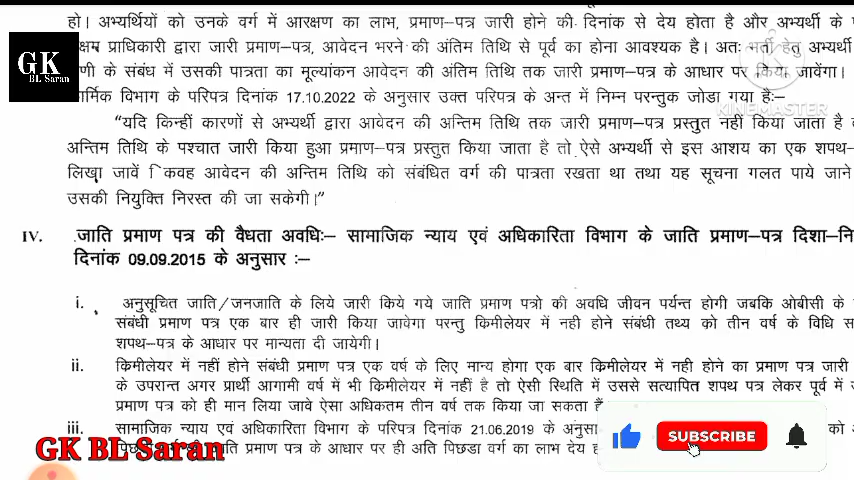 हो। अभ्यर्थियों को उनके वर्ग में आरक्षण का लाभ, प्रमाण–पत्र जारी होने की दिनांक से देय होता है और अभ्यर्थी के
प्राधिकारी द्वारा जारी प्रमाण–पत्र, आवेदन भरने की अंतिम तिथि से पूर्व का होना आवश्यक है। अतः भर्ती हेतु अभ्यर्थी
के संबंध में उसकी पात्रता का मूल्यांकन आवेदन की अंतिम तिथि तक जारी प्रमाण–पत्र के आधार पर किया जावेंगा।
विभाग के परिपत्र दिनांक 17.10.2022 के अनुसार उक्त परिपत्र के अन्त में निम्न परन्तुक जोडा गया है:–
“यदि किन्हीं कारणों से अभ्यर्थी द्वारा आवेदन की अन्तिम तिथि तक जारी प्रमाण–पत्र प्रस्तुत नहीं किया जाता है
अन्तिम तिथि के पश्चात जारी किया हुआ प्रमाण–पत्र प्रस्तुत किया जाता है तो ऐसे अभ्यर्थी से इस आशय का एक शपथ–
लिखा जावें कि वह आवेदन की अन्तिम तिथि को संबंधित वर्ग की पात्रता रखता था तथा यह सूचना गलत पाये जाने
उसकी नियुक्ति निरस्त की जा सकेगी।”
IV. जाति प्रमाण पत्र की वैधता अवधिः– सामाजिक न्याय एवं अधिकारिता विभाग के जाति प्रमाण–पत्र दिशा–नि
दिनांक 09.09.2015 के अनुसार :–
i. अनुसूचित जाति/जनजाति के लिये जारी किये गये जाति प्रमाण पत्रो की अवधि जीवन पर्यन्त होगी जबकि ओबीसी के
संबंधी प्रमाण पत्र एक बार ही जारी किया जावेगा परन्तु किमीलेयर में नही होने संबंधी तथ्य को तीन वर्ष के विधि
शपथ–पत्र के आधार पर मान्यता दी जायेगी।
ii. किमीलेयर में नहीं होने संबंधी प्रमाण पत्र एक वर्ष के लिए मान्य होगा एक बार किमीलेयर में नही होने का प्रमाण पत्र जारी
के उपरान्त अगर प्रार्थी आगामी वर्ष में भी किमीलेयर में नहीं है तो ऐसी स्थिति में उससे सत्यापित शपथ पत्र लेकर पूर्व में
प्रमाण पत्र को ही मान लिया जावे ऐसा अधिकतम तीन वर्ष तक किया जा सकता
iii. सामाजिक न्याय एवं अधिकारिता विभाग के परिपत्र दिनांक 21.06.2019 के को
जाति प्रमाण पत्र के आधार पर ही अति पिछडा वर्ग का लाभ देय
GK
BL Saran
KINEMASTER
GK BL Saran
SUBSCRIBE